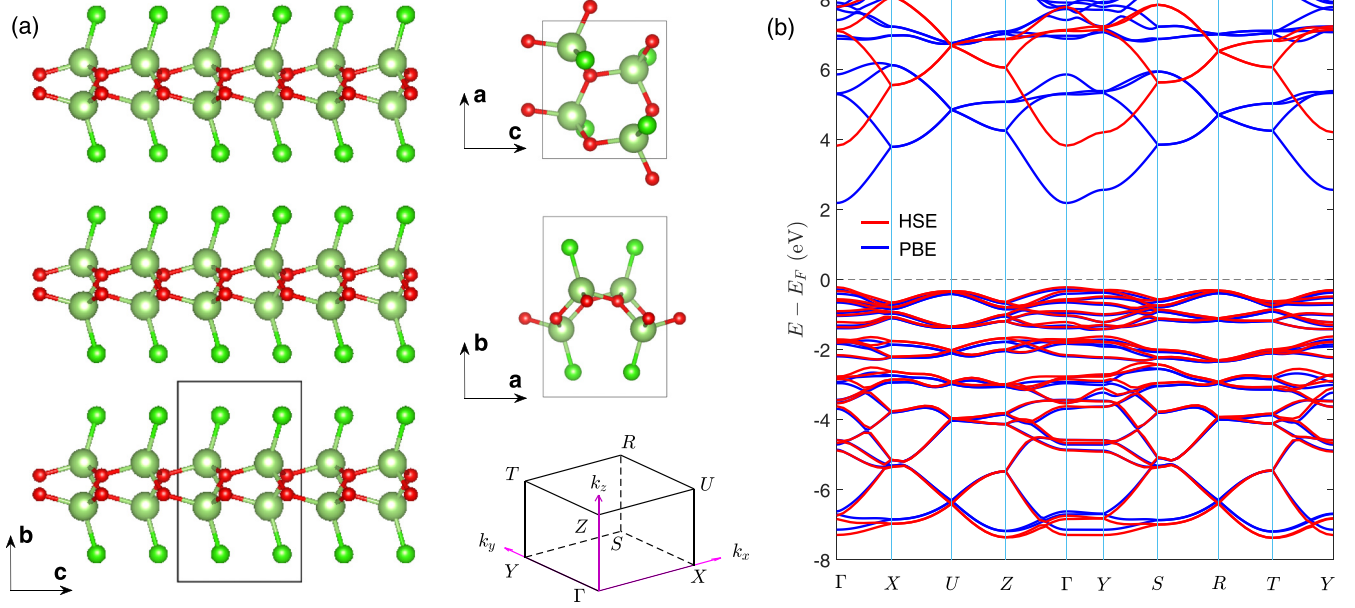 (a)
a
c
b
a
b
c
R
T
k_z
U
Z
S
k_y
k_x
Y
X
Γ
(b)
8
6
4
2
0
-2
-4
-6
-8
E − E_F (eV)
HSE
PBE
Γ X U Z Γ Y S R T Y